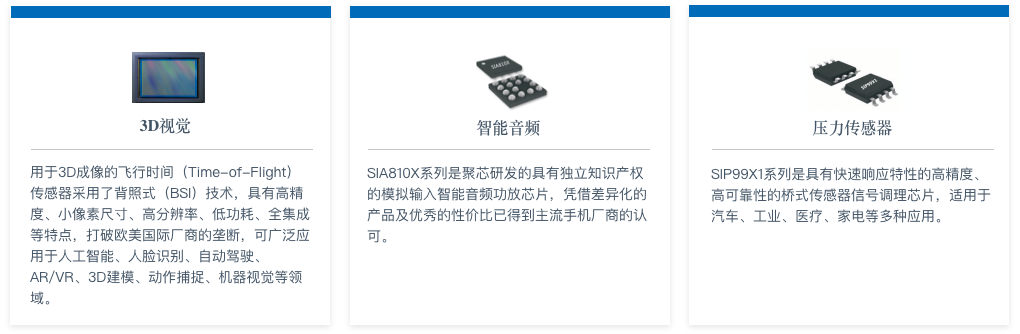 3D视觉
用于3D成像的飞行时间（Time-of-Flight）
传感器采用了背照式（BSI）技术，具有高精
度、小像素尺寸、高分辨率、低功耗、全集成
等特点，打破欧美国际厂商的垄断，可广泛应
用于人工智能、人脸识别、自动驾驶、
AR/VR、3D建模、动作捕捉、机器视觉等领
域。
SIA810X
智能音频
SIA810X系列是聚芯研发的具有独立知识产权
的模拟输入智能音频功放芯片，凭借差异化的
产品及优秀的性价比已得到主流手机厂商的认
可。
SIP99X1
压力传感器
SIP99X1系列是具有快速响应特性的高精度、
高可靠性的桥式传感器信号调理芯片，适用于
汽车、工业、医疗、家电等多种应用。